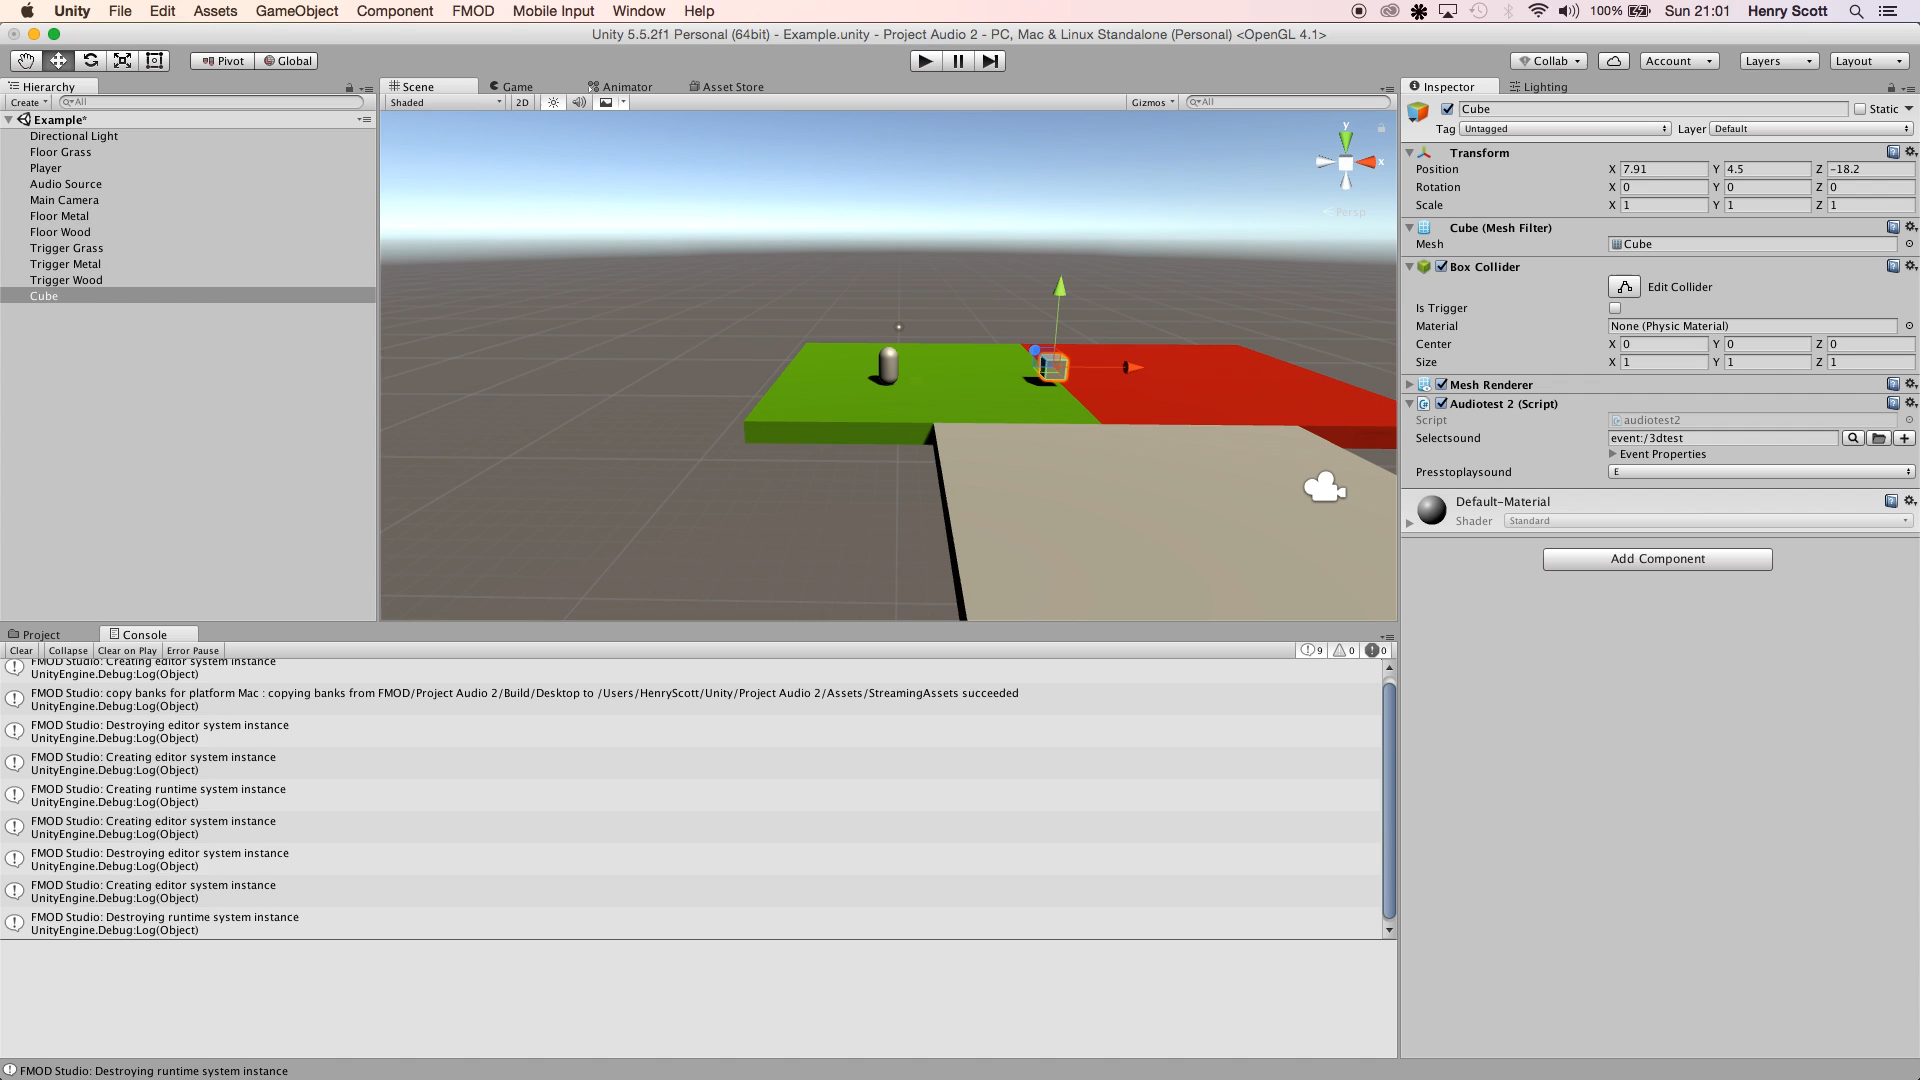 Unity File Edit Assets GameObject Component FMOD Mobile Input Window Help 100% Sun 21:01 Henry Scott
Unity 5.5.2f1 Personal (64bit) - Example.unity - Project Audio 2 - PC, Mac & Linux Standalone (Personal) <OpenGL 4.1>
Pivot Global Collab Account Layers Layout
Hierarchy
Create All
Example*
Directional Light
Floor Grass
Player
Audio Source
Main Camera
Floor Metal
Floor Wood
Trigger Grass
Trigger Metal
Trigger Wood
Cube
Scene Game Animator Asset Store
Shaded 2D Gizmos All
y
x
Persp
Inspector Lighting
Cube Static
Tag Untagged Layer Default
Transform
Position X 7.91 Y 4.5 Z -18.2
Rotation X 0 Y 0 Z 0
Scale X 1 Y 1 Z 1
Cube (Mesh Filter)
Mesh Cube
Box Collider
Edit Collider
Is Trigger
Material None (Physic Material)
Center X 0 Y 0 Z 0
Size X 1 Y 1 Z 1
Mesh Renderer
Audiotest 2 (Script)
Script audiotest2
Selectsound event:/3dtest
Event Properties
Presstoplaysound E
Default-Material
Shader Standard
Add Component
Project Console
Clear Collapse Clear on Play Error Pause 9 0 0
FMOD Studio: Creating editor system instance
UnityEngine.Debug:Log(Object)
FMOD Studio: copy banks for platform Mac : copying banks from FMOD/Project Audio 2/Build/Desktop to /Users/HenryScott/Unity/Project Audio 2/Assets/StreamingAssets succeeded
UnityEngine.Debug:Log(Object)
FMOD Studio: Destroying editor system instance
UnityEngine.Debug:Log(Object)
FMOD Studio: Creating editor system instance
UnityEngine.Debug:Log(Object)
FMOD Studio: Creating runtime system instance
UnityEngine.Debug:Log(Object)
FMOD Studio: Creating editor system instance
UnityEngine.Debug:Log(Object)
FMOD Studio: Destroying editor system instance
UnityEngine.Debug:Log(Object)
FMOD Studio: Creating editor system instance
UnityEngine.Debug:Log(Object)
FMOD Studio: Destroying runtime system instance
UnityEngine.Debug:Log(Object)
FMOD Studio: Destroying runtime system instance